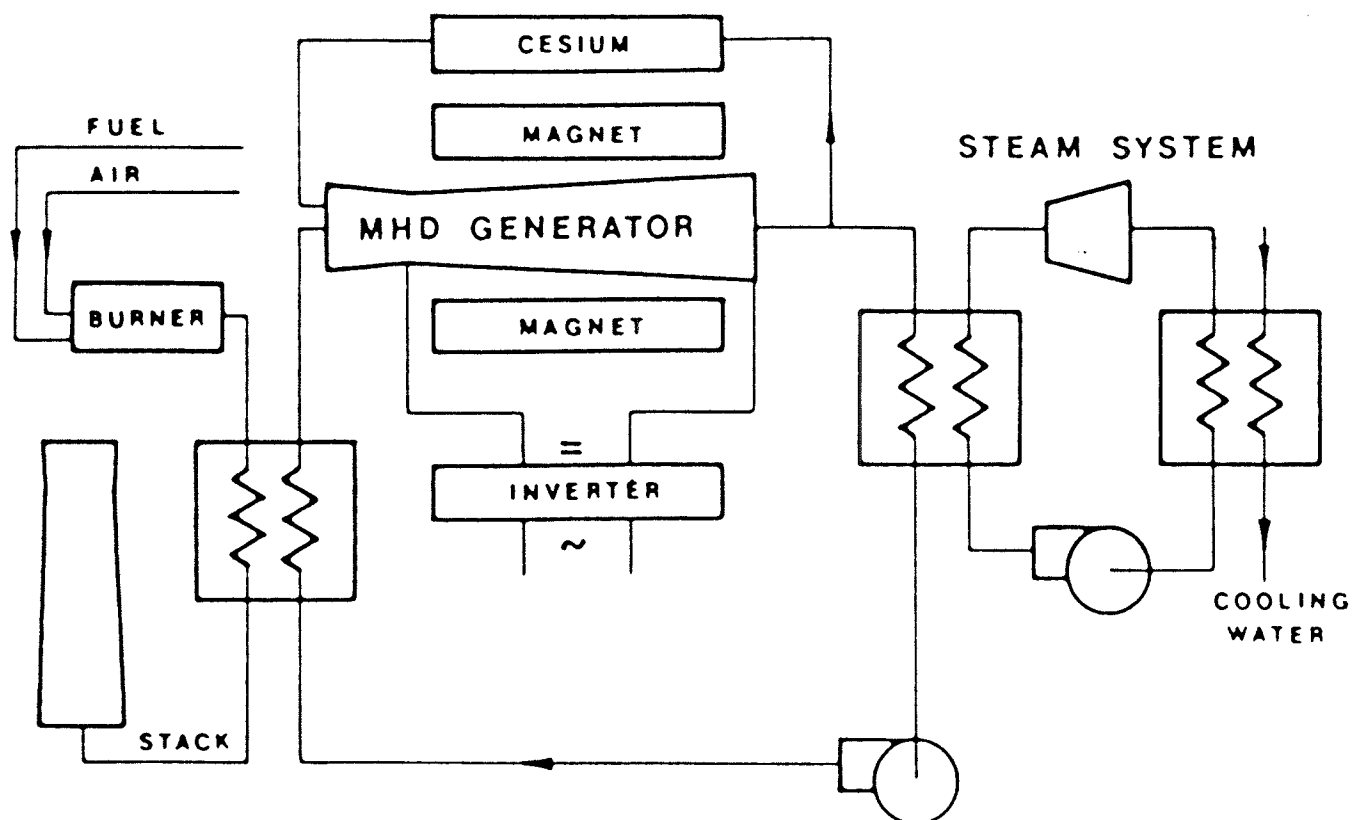 CESIUM
FUEL
MAGNET
STEAM SYSTEM
AIR
MHD GENERATOR
BURNER
MAGNET
=
INVERTER
~
COOLING
WATER
STACK